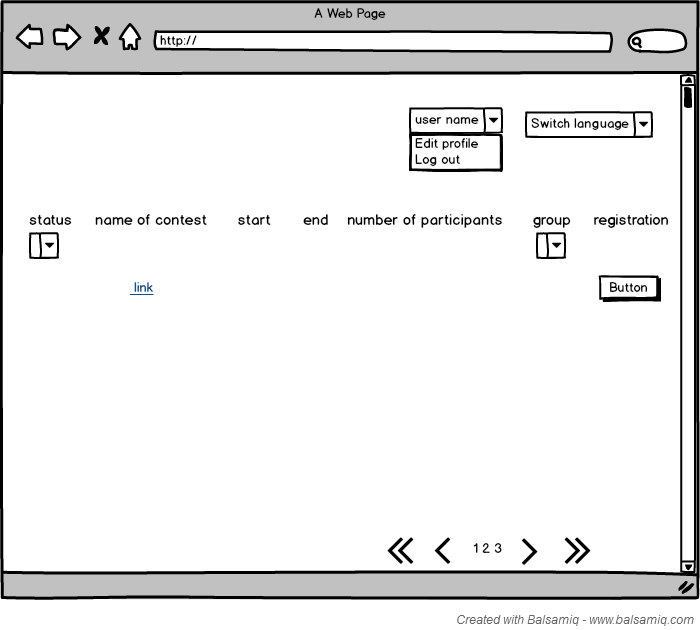 A Web Page
http://
user name
Switch language
Edit profile
Log out
status name of contest start end number of participants group registration
link
Button
1 2 3
Created with Balsamiq - www.balsamiq.com